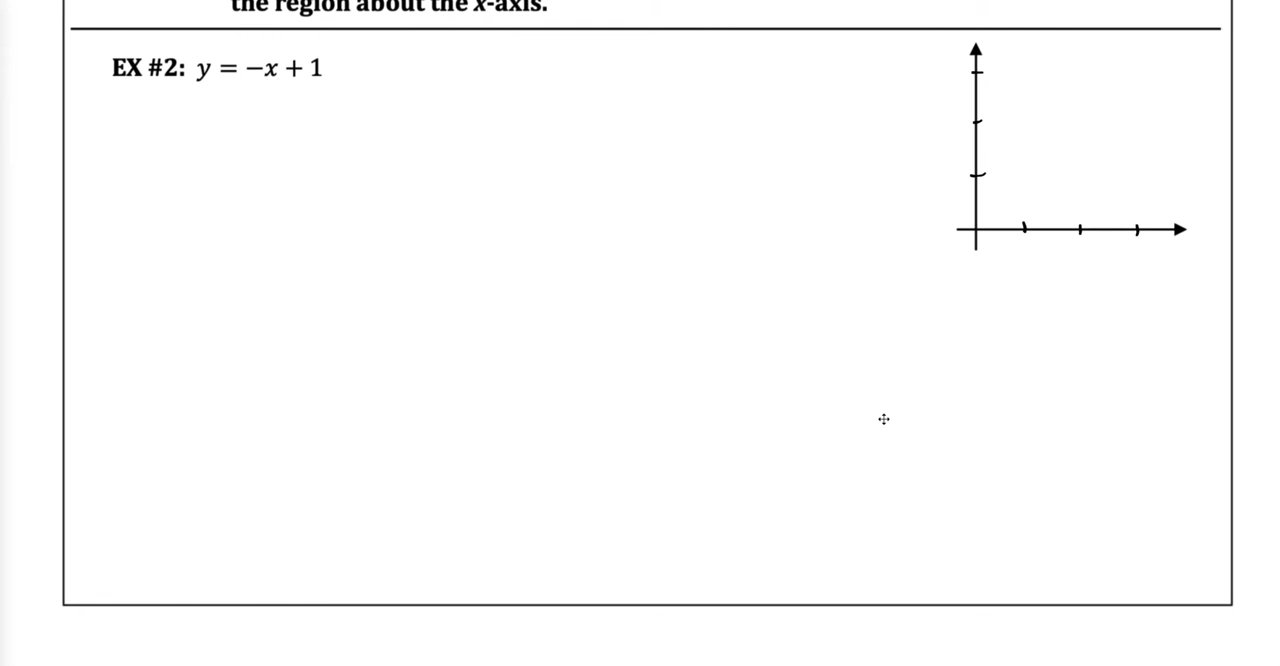 the region about the x-axis.
EX #2: y = −x + 1